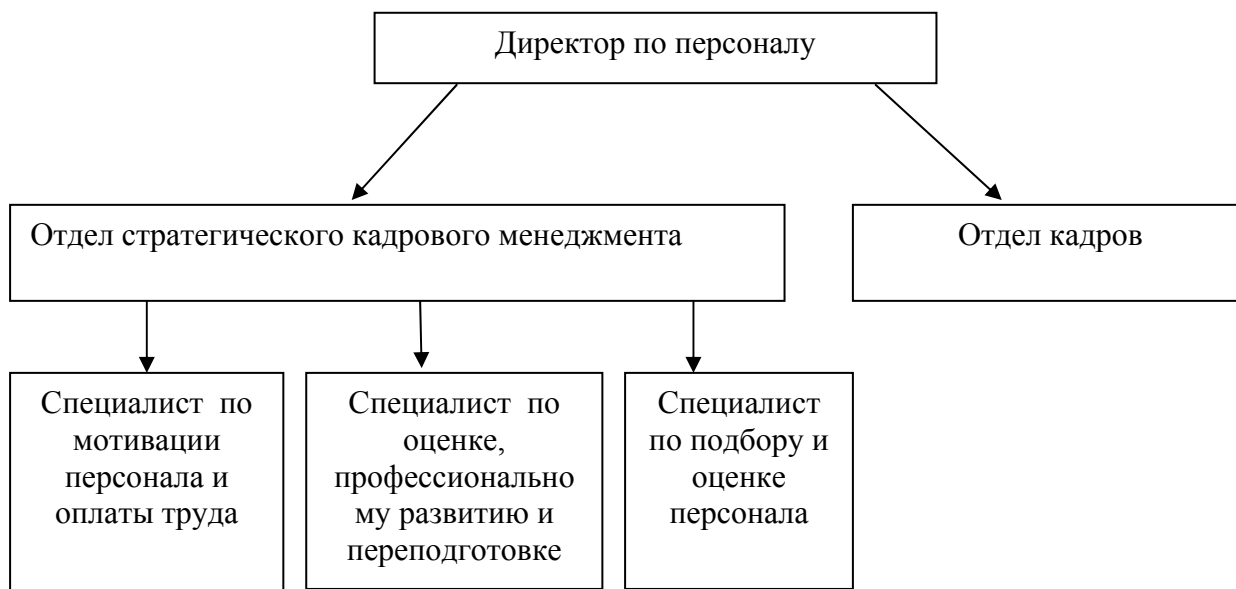 Директор по персоналу
Отдел стратегического кадрового менеджмента
Отдел кадров
Специалист по
мотивации
персонала и
оплаты труда
Специалист по
оценке,
профессионально
му развитию и
переподготовке
Специалист
по подбору и
оценке
персонала